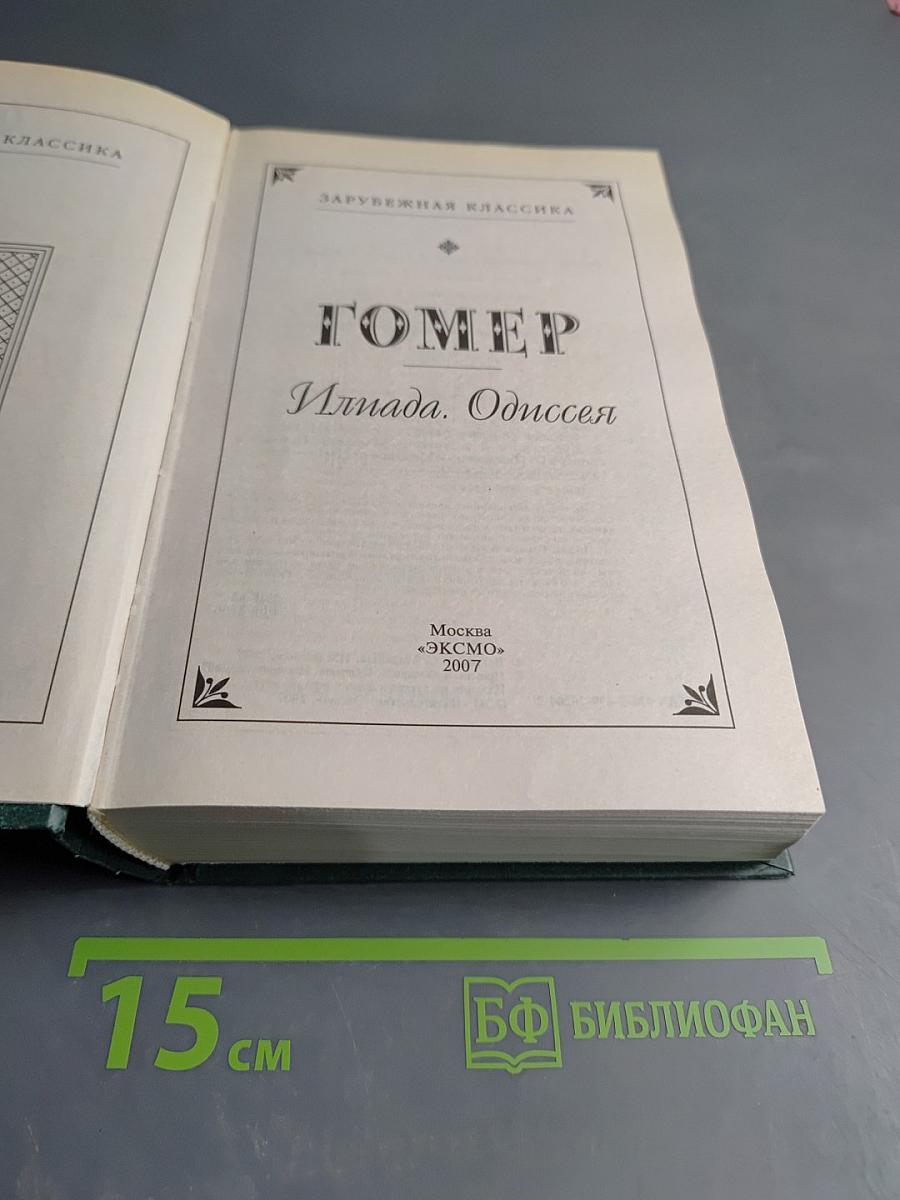 КЛАССИКА
ЗАРУБЕЖНАЯ КЛАССИКА
ГОМЕР
Илиада. Одиссея
Москва
«ЭКСМО»
2007
15 см
БФ БИБЛИОФАН